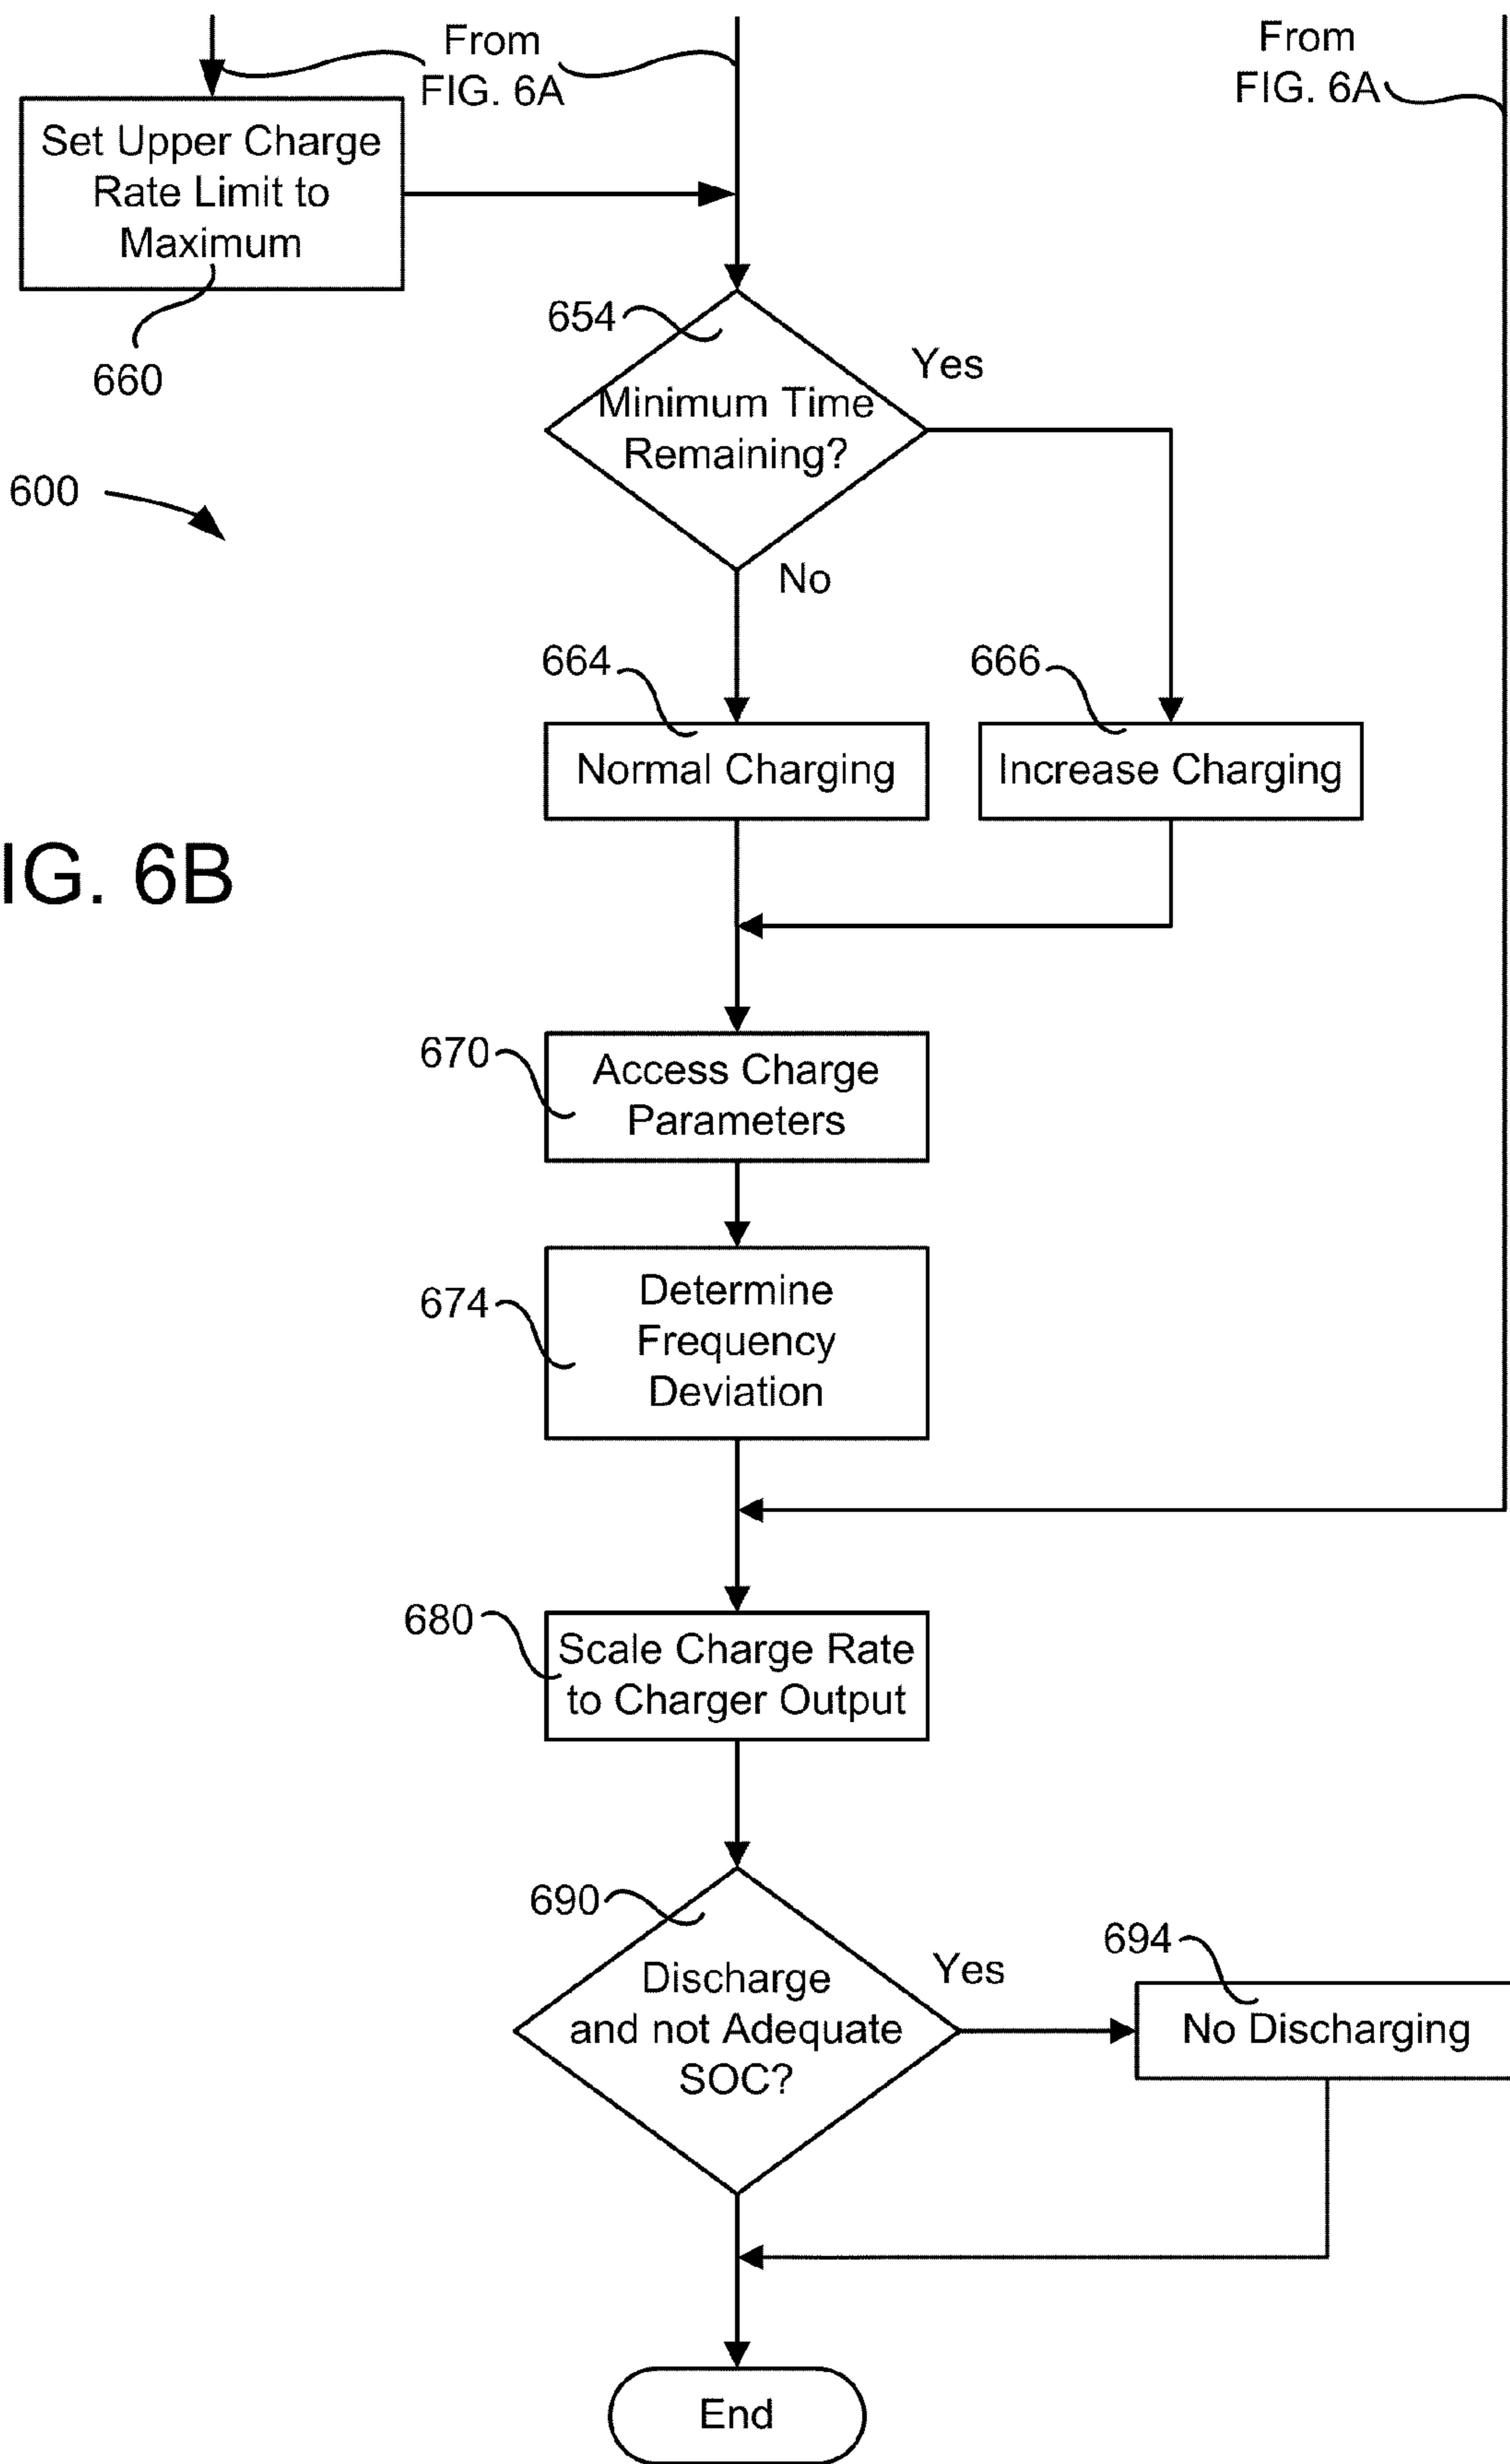 From
FIG. 6A
From
FIG. 6A
Set Upper Charge
Rate Limit to
Maximum
660
654
Yes
Minimum Time
Remaining?
600
No
664
666
Normal Charging
Increase Charging
IG. 6B
670
Access Charge
Parameters
674
Determine
Frequency
Deviation
680
Scale Charge Rate
to Charger Output
690
694
Yes
Discharge
and not Adequate
SOC?
No Discharging
End